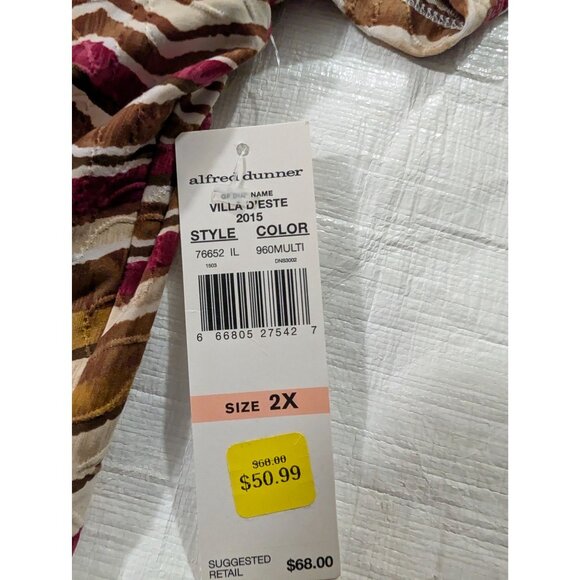 alfred dunner
NAME
VILLA D'ESTE
2015
STYLE COLOR
76652 IL 960MULTI
1503 DNS3002
6 66805 27542 7
SIZE 2X
$68.00
$50.99
SUGGESTED
RETAIL $68.00